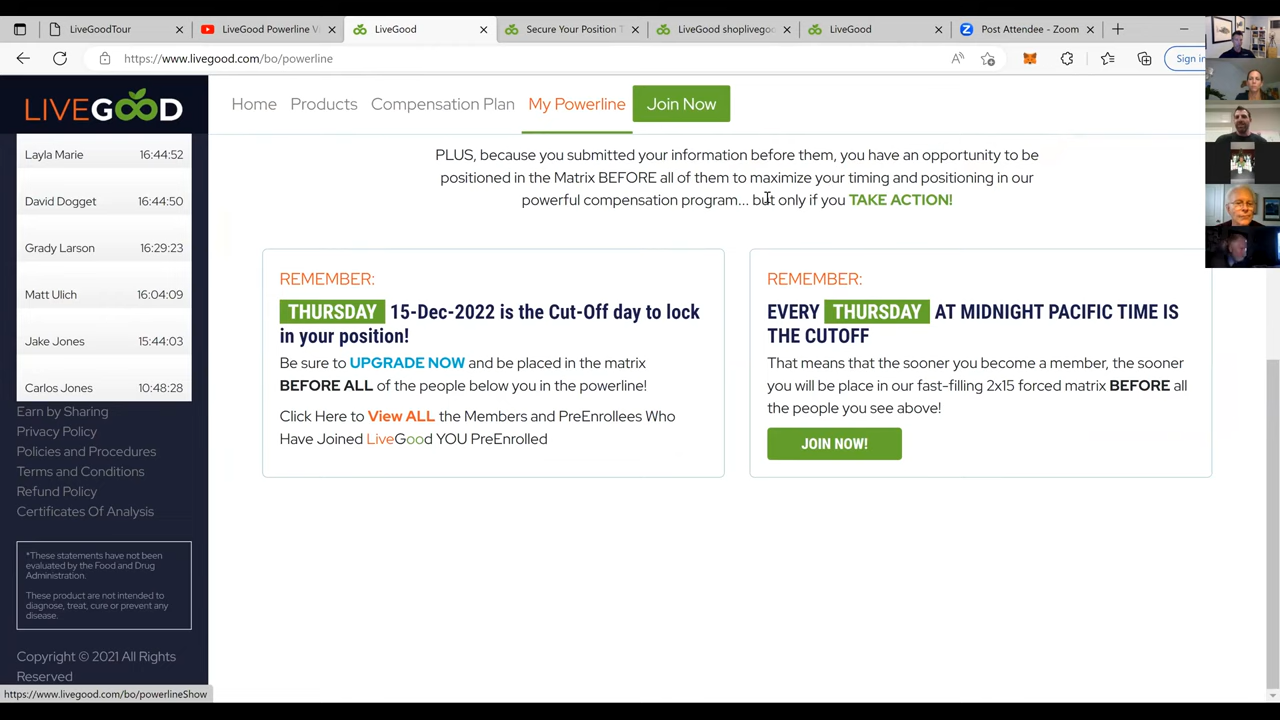 LiveGoodTour
LiveGood Powerline V
LiveGood
Secure Your Position T
LiveGood shoplivegoo
LiveGood
Post Attendee - Zoom
https://www.livegood.com/bo/powerline
Sign in
LIVEGOOD
Home
Products
Compensation Plan
My Powerline
Join Now
Layla Marie 16:44:52
David Dogget 16:44:50
Grady Larson 16:29:23
Matt Ulich 16:04:09
Jake Jones 15:44:03
Carlos Jones 10:48:28
Earn by Sharing
Privacy Policy
Policies and Procedures
Terms and Conditions
Refund Policy
Certificates Of Analysis
*These statements have not been
evaluated by the Food and Drug
Administration.
These product are not intended to
diagnose, treat, cure or prevent any
disease.
Copyright © 2021 All Rights
Reserved
https://www.livegood.com/bo/powerlineShow
PLUS, because you submitted your information before them, you have an opportunity to be
positioned in the Matrix BEFORE all of them to maximize your timing and positioning in our
powerful compensation program... but only if you TAKE ACTION!
REMEMBER:
THURSDAY 15-Dec-2022 is the Cut-Off day to lock
in your position!
Be sure to UPGRADE NOW and be placed in the matrix
BEFORE ALL of the people below you in the powerline!
Click Here to View ALL the Members and PreEnrollees Who
Have Joined LiveGood YOU PreEnrolled
REMEMBER:
EVERY THURSDAY AT MIDNIGHT PACIFIC TIME IS
THE CUTOFF
That means that the sooner you become a member, the sooner
you will be place in our fast-filling 2x15 forced matrix BEFORE all
the people you see above!
JOIN NOW!